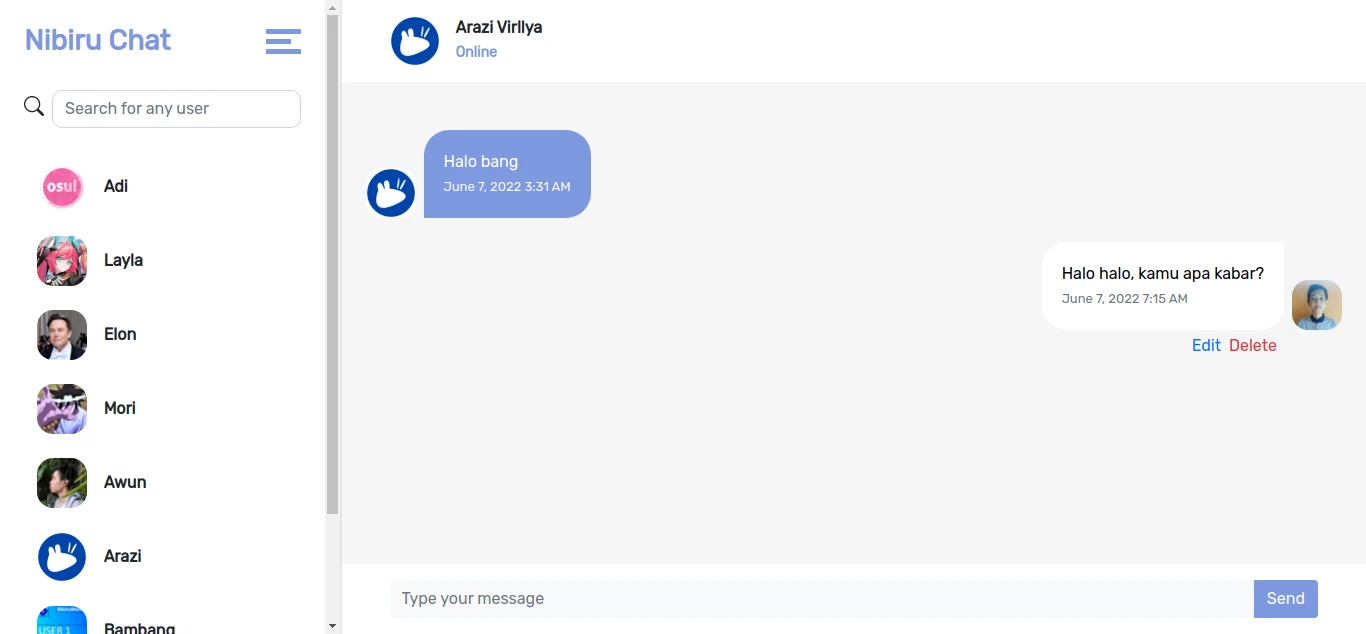 Nibiru Chat
Search for any user
osu!
Adi
Layla
Elon
Mori
Awun
Arazi
USER 1
Bambang
Arazi Virllya
Online
Halo bang
June 7, 2022 3:31 AM
Halo halo, kamu apa kabar?
June 7, 2022 7:15 AM
Edit Delete
Type your message
Send